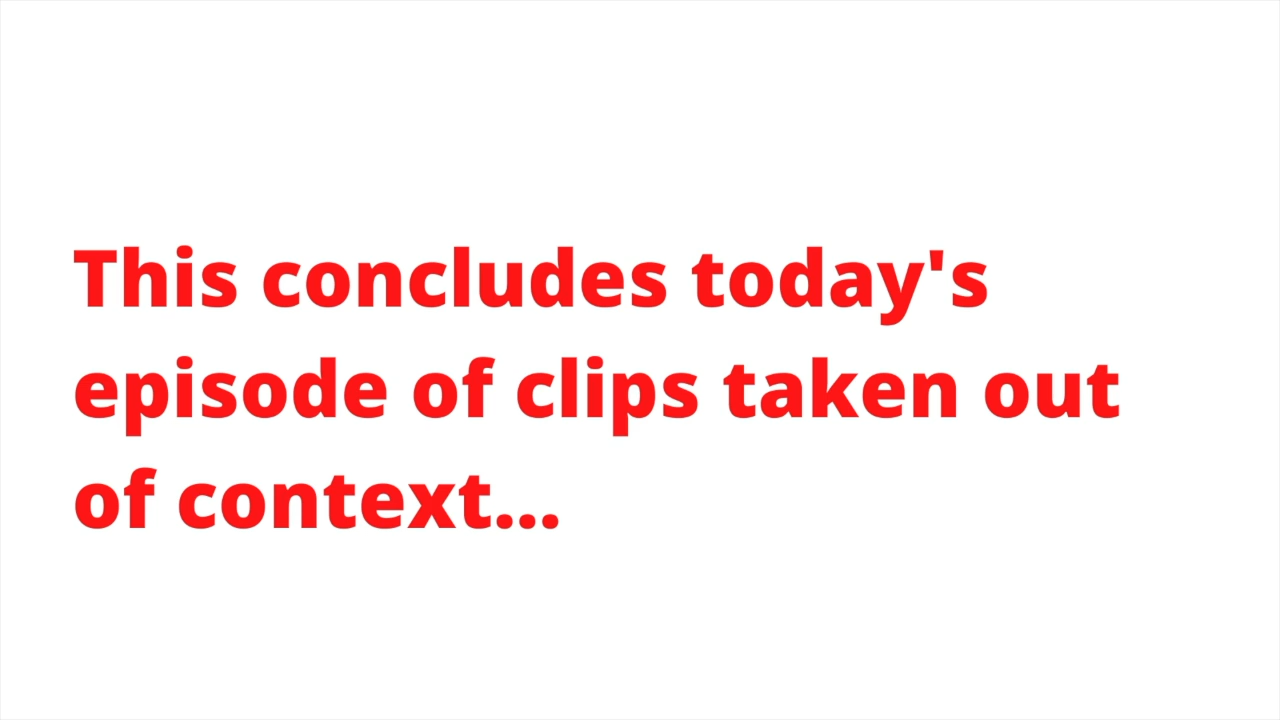 This concludes today's
episode of clips taken out
of context...